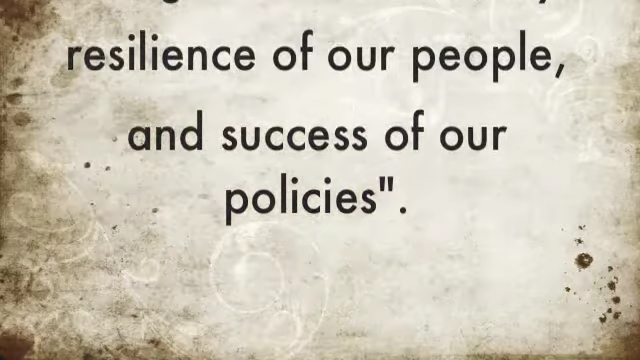 resilience of our people,
and success of our
policies".